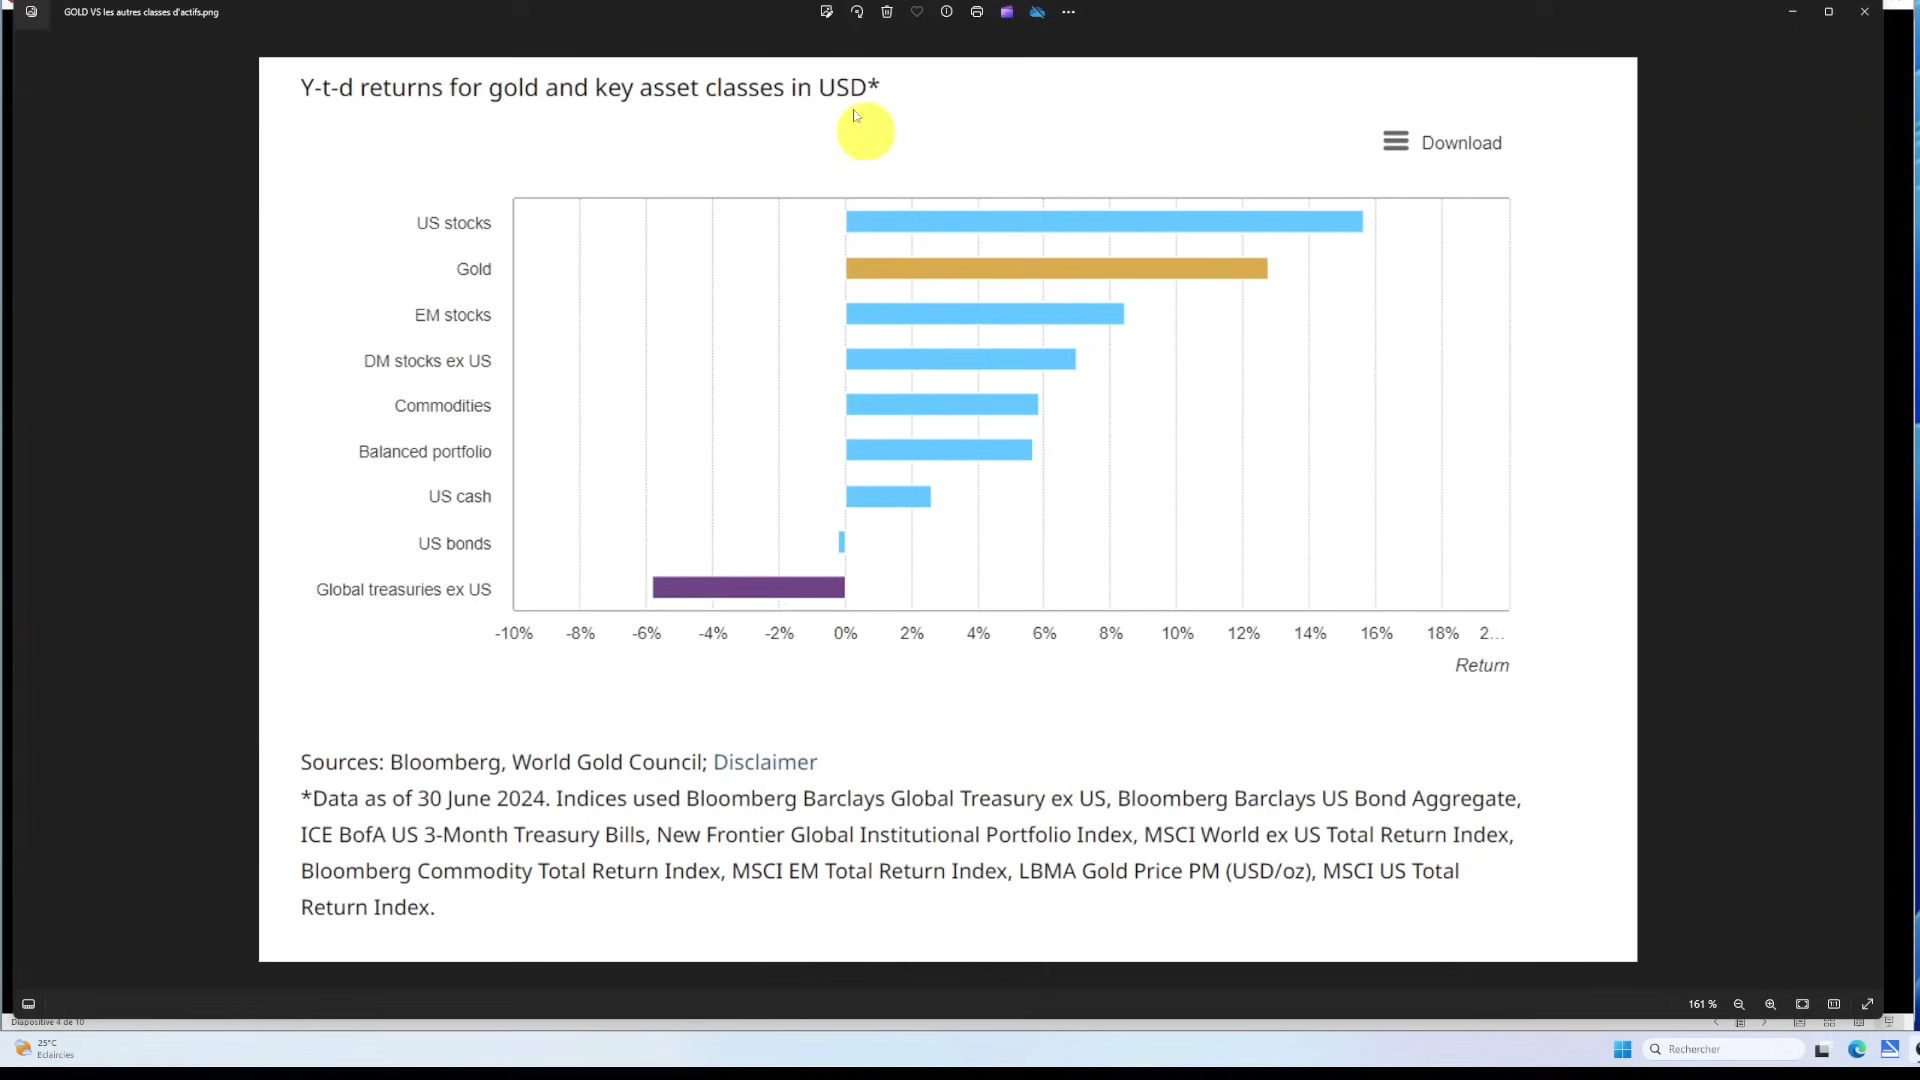 GOLD VS les autres classes d'actifs.png
Y-t-d returns for gold and key asset classes in USD*
Download
US stocks
Gold
EM stocks
DM stocks ex US
Commodities
Balanced portfolio
US cash
US bonds
Global treasuries ex US
-10% -8% -6% -4% -2% 0% 2% 4% 6% 8% 10% 12% 14% 16% 18% 2...
Return
Sources: Bloomberg, World Gold Council; Disclaimer
*Data as of 30 June 2024. Indices used Bloomberg Barclays Global Treasury ex US, Bloomberg Barclays US Bond Aggregate,
ICE BofA US 3-Month Treasury Bills, New Frontier Global Institutional Portfolio Index, MSCI World ex US Total Return Index,
Bloomberg Commodity Total Return Index, MSCI EM Total Return Index, LBMA Gold Price PM (USD/oz), MSCI US Total
Return Index.
161 %
Diapositive 4 de 10
25°C
Eclaircies
Rechercher